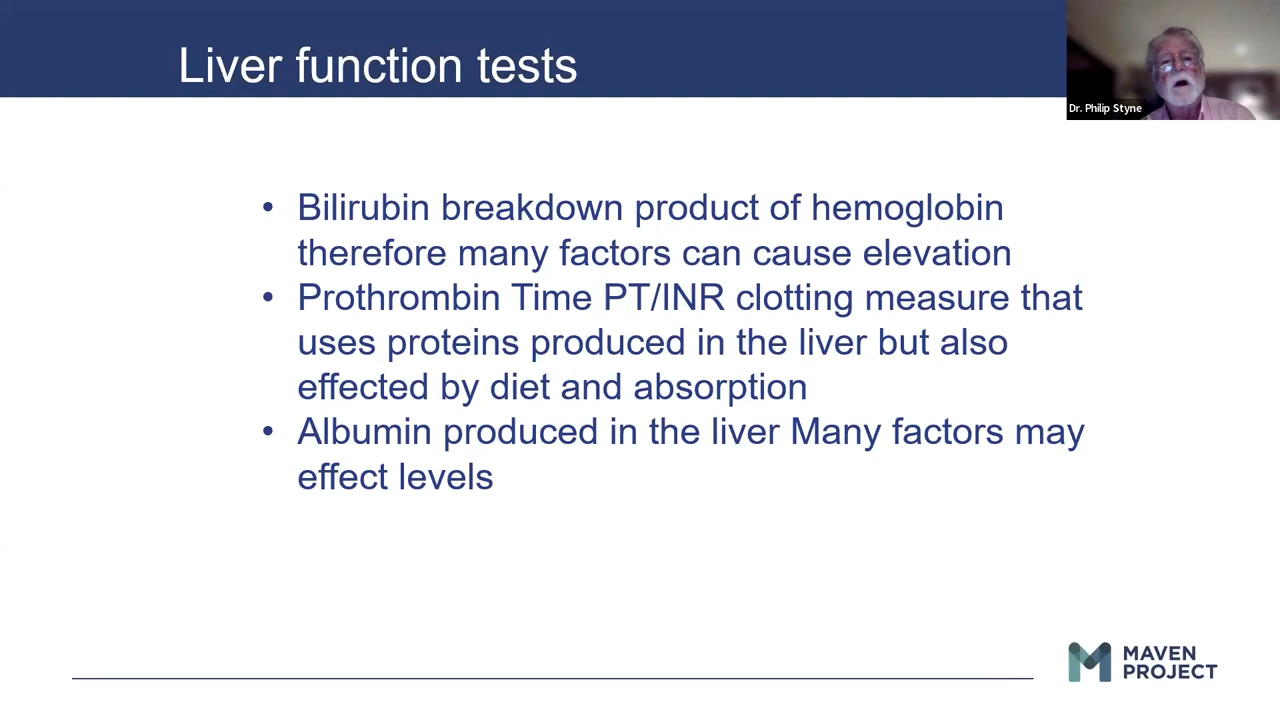 Liver function tests
Dr. Philip Styne
• Bilirubin breakdown product of hemoglobin
therefore many factors can cause elevation
• Prothrombin Time PT/INR clotting measure that
uses proteins produced in the liver but also
effected by diet and absorption
• Albumin produced in the liver Many factors may
effect levels
MAVEN
PROJECT